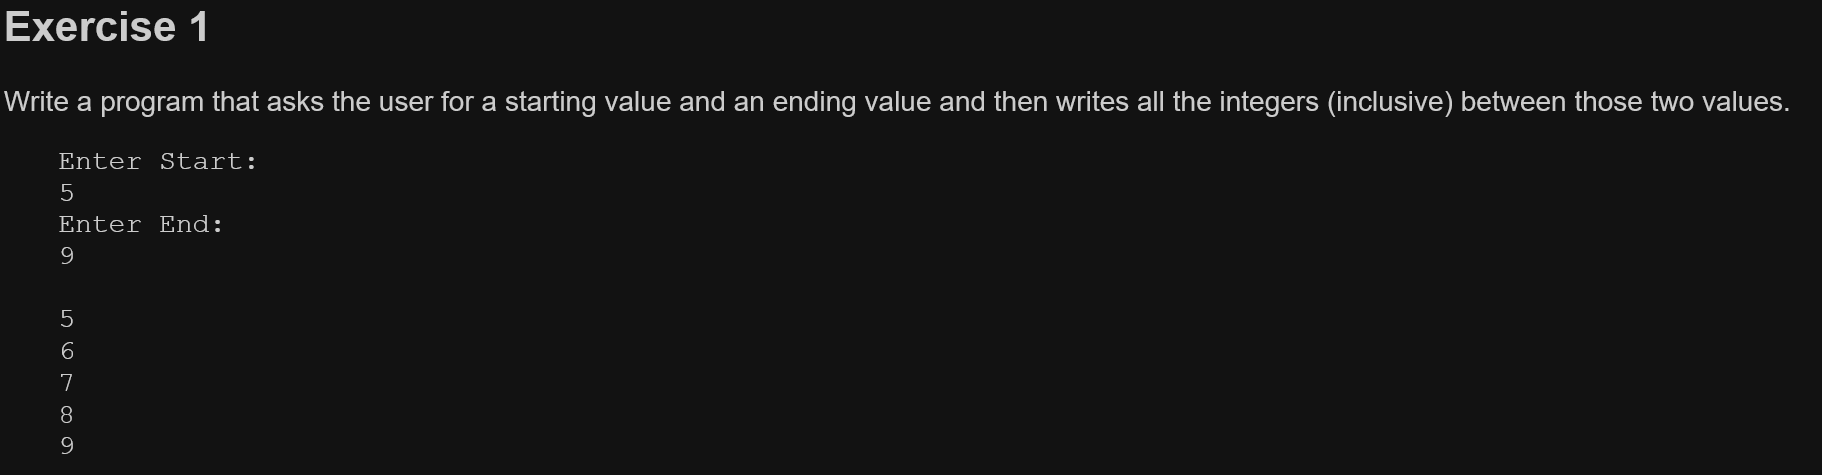 Exercise 1
Write a program that asks the user for a starting value and an ending value and then writes all the integers (inclusive) between those two values.
Enter Start:
5
Enter End:
9
5
6
7
8
9